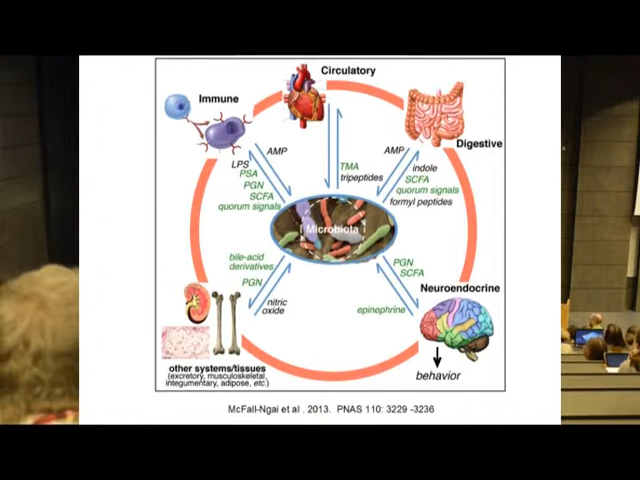 Circulatory
Immune
Digestive
AMP
LPS
PSA
PGN
SCFA
quorum signals
TMA
tripeptides
AMP
indole
SCFA
quorum signals
formyl peptides
Microbiota
bile-acid
derivatives
PGN
nitric
oxide
PGN
SCFA
epinephrine
Neuroendocrine
behavior
other systems/tissues
(excretory, musculoskeletal,
integumentary, adipose, etc.)
McFall-Ngai et al . 2013. PNAS 110: 3229 -3236